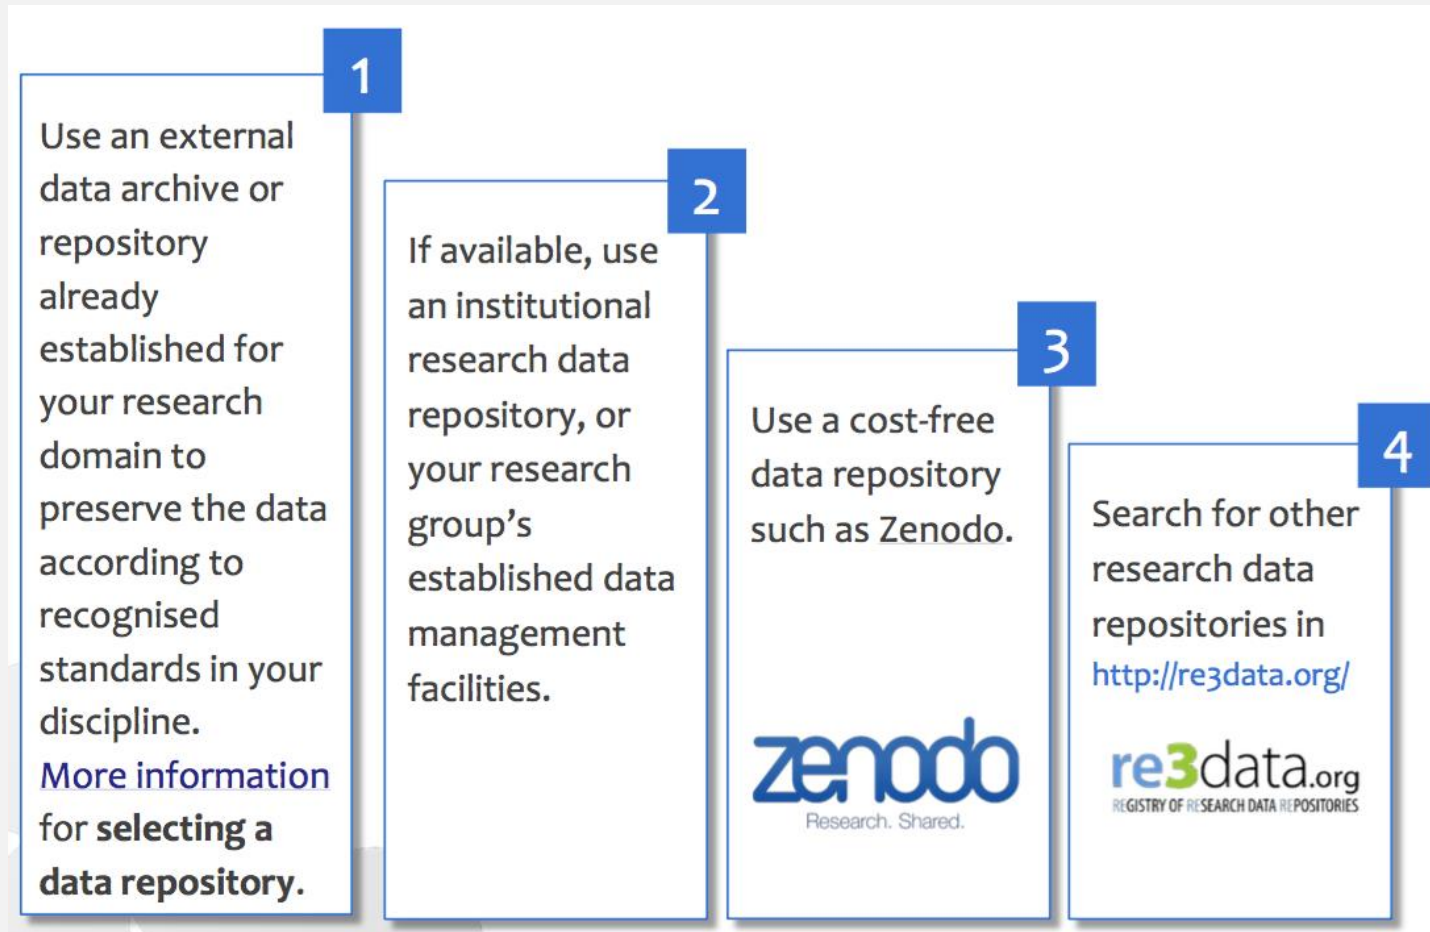 1
Use an external
data archive or
repository
already
established for
your research
domain to
preserve the data
according to
recognised
standards in your
discipline.
More information
for selecting a
data repository.
2
If available, use
an institutional
research data
repository, or
your research
group's
established data
management
facilities.
3
Use a cost-free
data repository
such as Zenodo.
zenodo
Research. Shared.
4
Search for other
research data
repositories in
http://re3data.org/
re3data.org
REGISTRY OF RESEARCH DATA REPOSITORIES